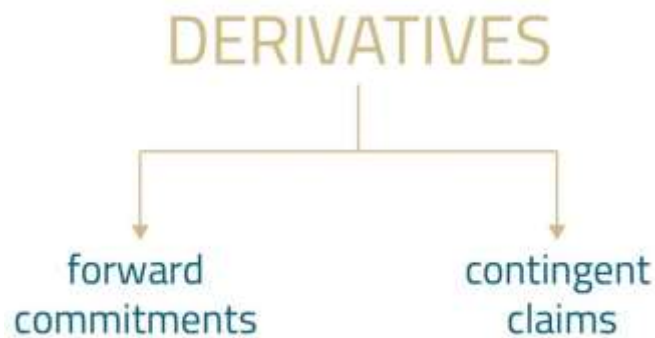 DERIVATIVES
forward
commitments
contingent
claims